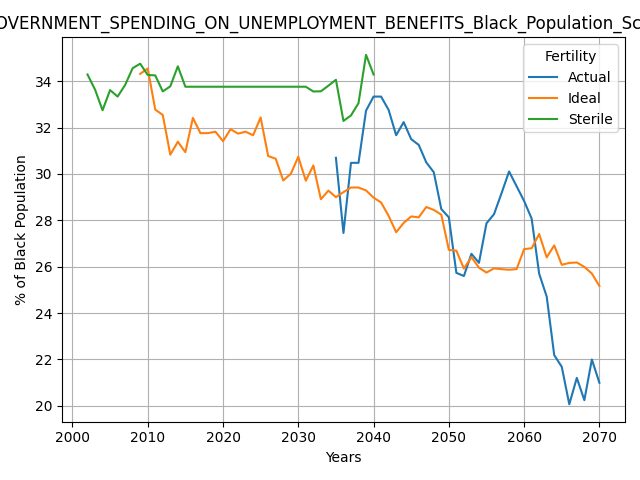 OVERNMENT_SPENDING_ON_UNEMPLOYMENT_BENEFITS_Black_Population_Sc
Fertility
Actual
Ideal
Sterile
% of Black Population
34
32
30
28
26
24
22
20
2000 2010 2020 2030 2040 2050 2060 2070
Years